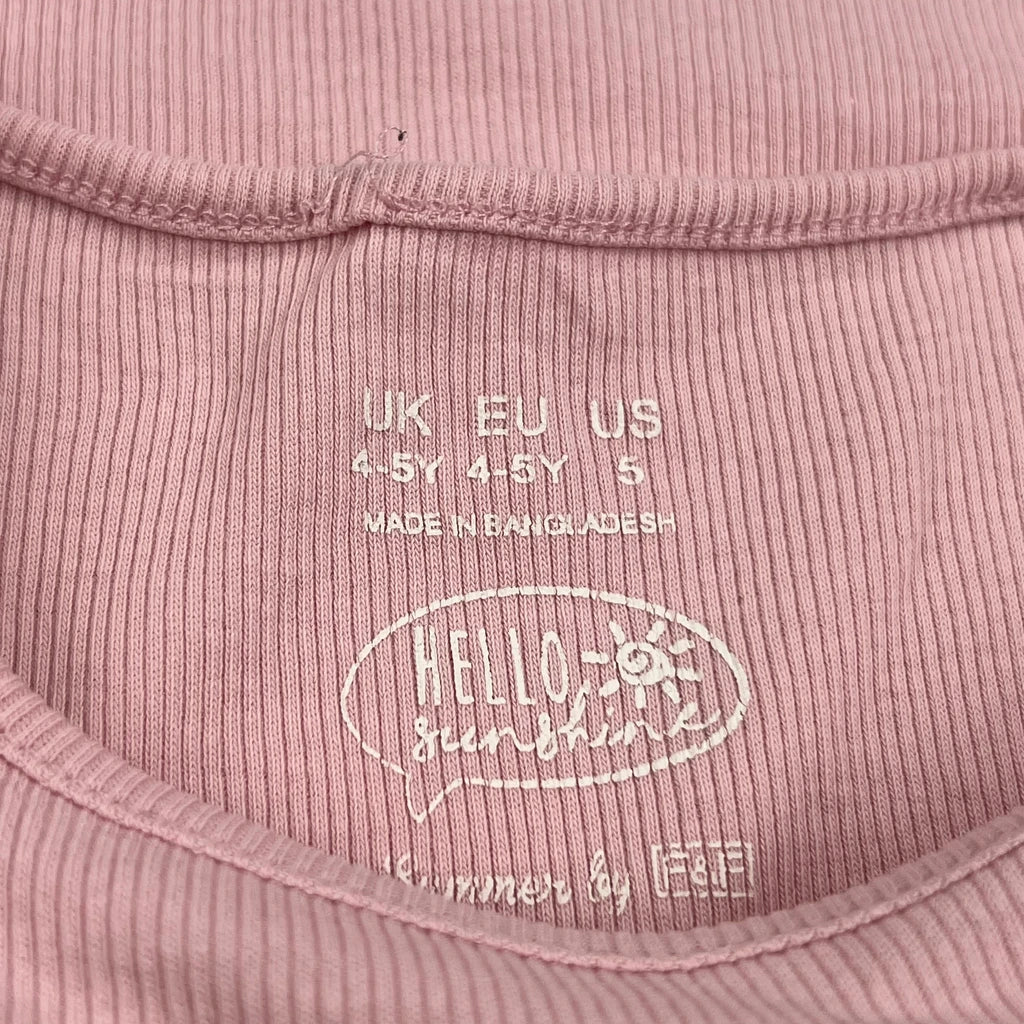 UK EU US
4-5Y 4-5Y 5
MADE IN BANGLADESH
HELLO
sunshine
Summer by F&F